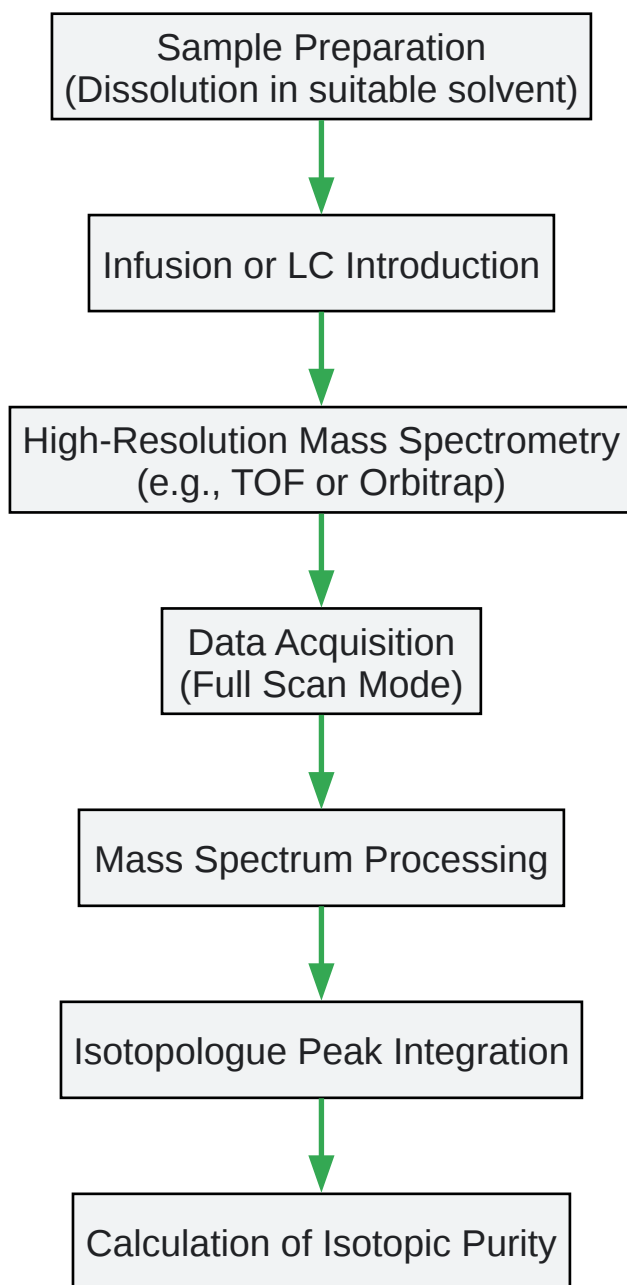 Sample Preparation
(Dissolution in suitable solvent)
Infusion or LC Introduction
High-Resolution Mass Spectrometry
(e.g., TOF or Orbitrap)
Data Acquisition
(Full Scan Mode)
Mass Spectrum Processing
Isotopologue Peak Integration
Calculation of Isotopic Purity